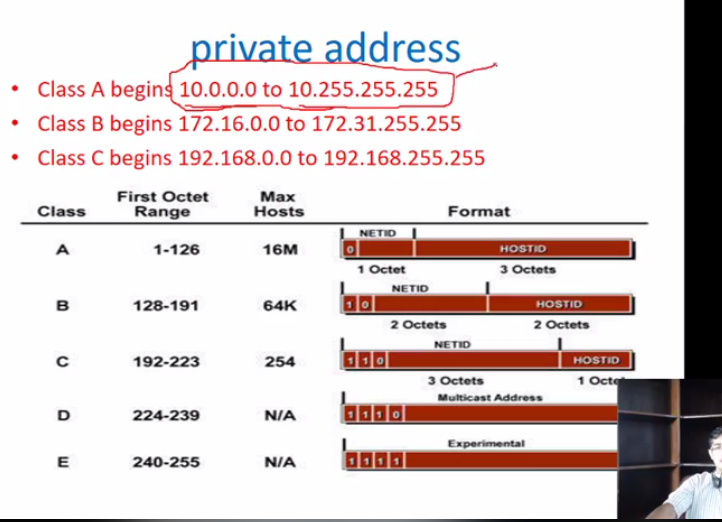 private address
• Class A begins 10.0.0.0 to 10.255.255.255
• Class B begins 172.16.0.0 to 172.31.255.255
• Class C begins 192.168.0.0 to 192.168.255.255
Class First Octet Range Max Hosts Format
NETID
A 1-126 16M 0 HOSTID
1 Octet 3 Octets
NETID
B 128-191 64K 1 0 HOSTID
2 Octets 2 Octets
NETID
C 192-223 254 1 1 0 HOSTID
3 Octets 1 Octe
Multicast Address
D 224-239 N/A 1 1 1 0
Experimental
E 240-255 N/A 1 1 1 1